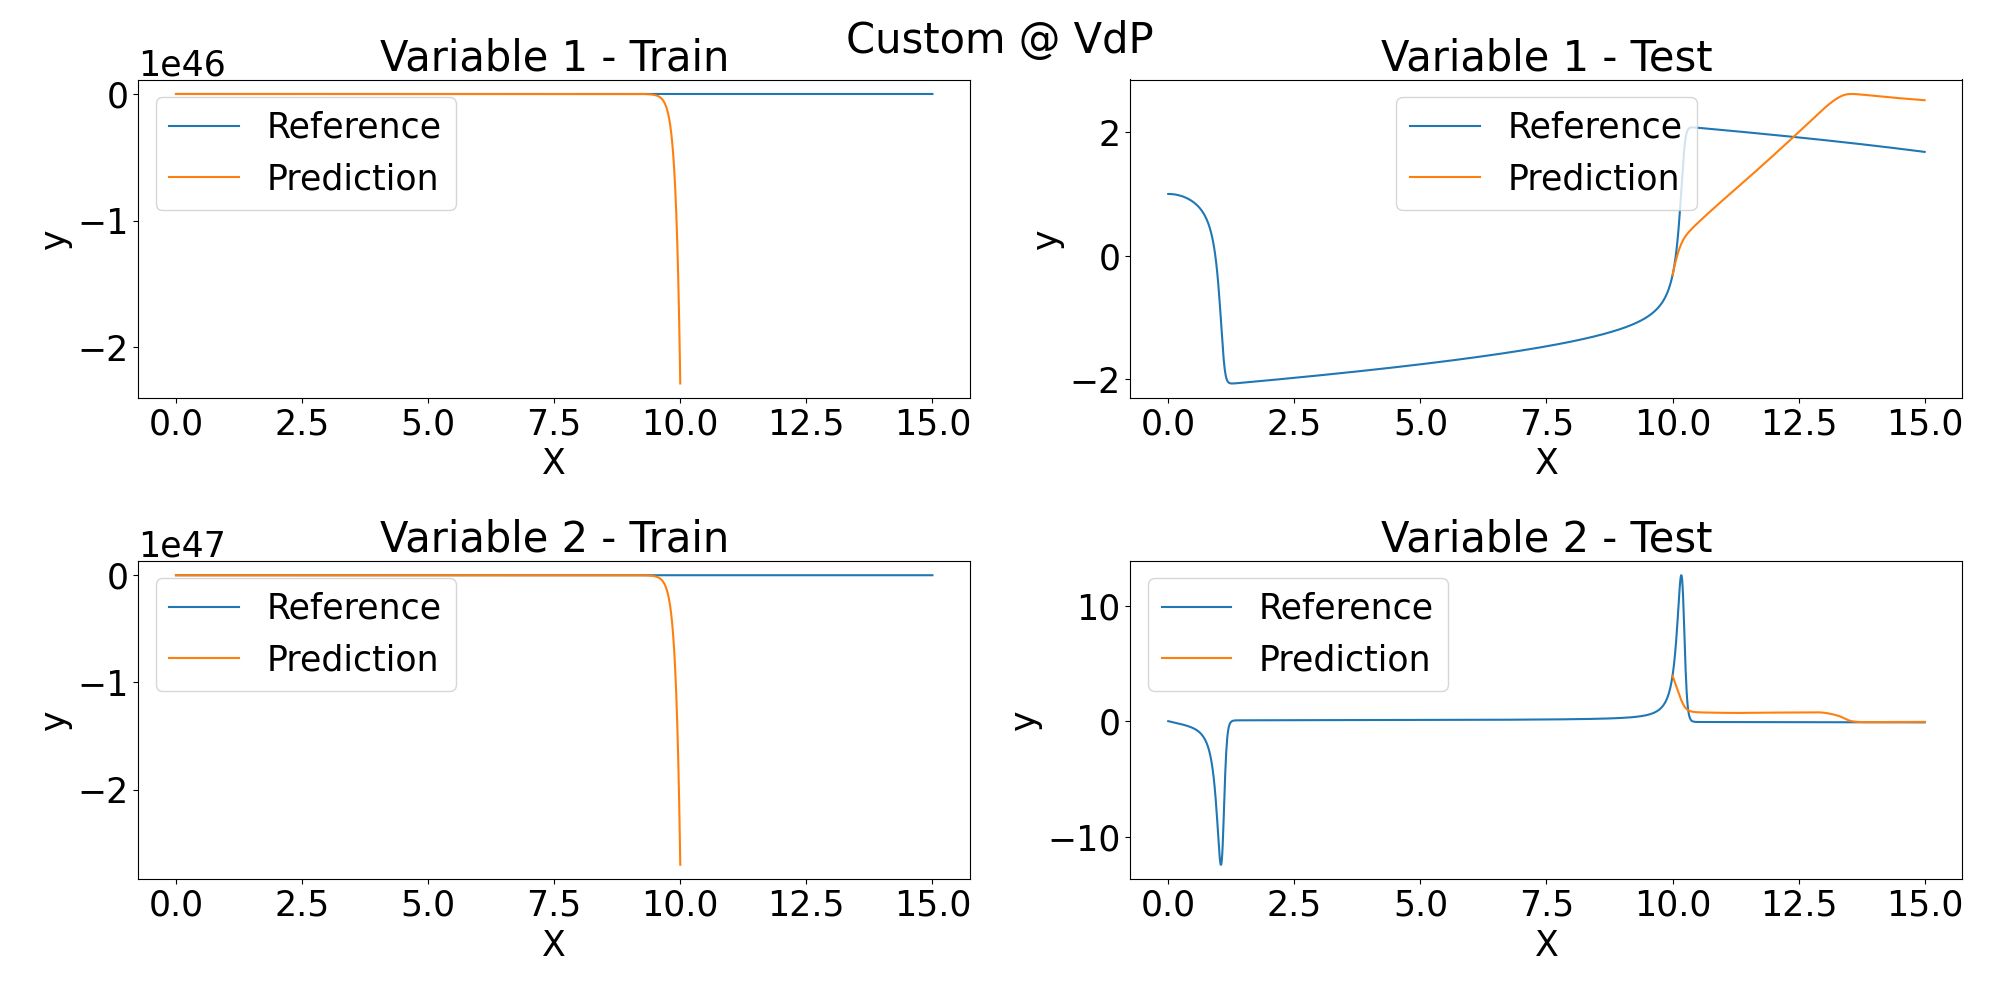 Custom @ VdP
Variable 1 - Train
1e46
0
−1
−2
y
Reference
Prediction
0.0 2.5 5.0 7.5 10.0 12.5 15.0
X
Variable 1 - Test
2
0
−2
y
Reference
Prediction
0.0 2.5 5.0 7.5 10.0 12.5 15.0
X
Variable 2 - Train
1e47
0
−1
−2
y
Reference
Prediction
0.0 2.5 5.0 7.5 10.0 12.5 15.0
X
Variable 2 - Test
10
0
−10
y
Reference
Prediction
0.0 2.5 5.0 7.5 10.0 12.5 15.0
X